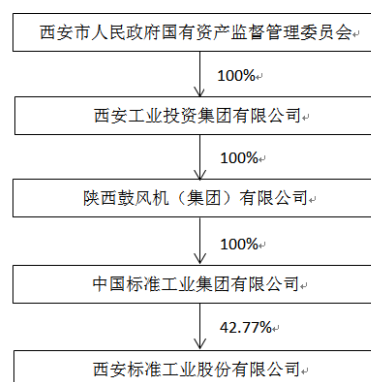 西安市人民政府国有资产监督管理委员会
100%
西安工业投资集团有限公司
100%
陕西鼓风机（集团）有限公司
100%
中国标准工业集团有限公司
42.77%
西安标准工业股份有限公司